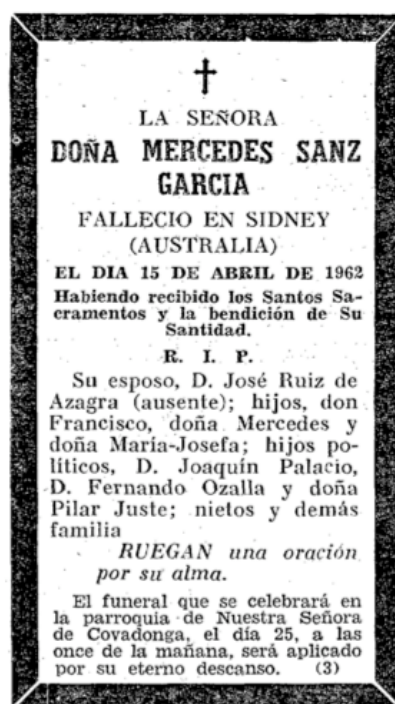 LA SEÑORA
DOÑA MERCEDES SANZ
GARCIA
FALLECIO EN SIDNEY
(AUSTRALIA)
EL DIA 15 DE ABRIL DE 1962
Habiendo recibido los Santos Sa-
cramentos y la bendición de Su
Santidad.
R. I. P.
Su esposo, D. José Ruiz de
Azagra (ausente); hijos, don
Francisco, doña Mercedes y
doña María-Josefa; hijos po-
líticos, D. Joaquín Palacio,
D. Fernando Ozalla y doña
Pilar Juste; nietos y demás
familia
RUEGAN una oración
por su alma.
El funeral que se celebrará en
la parroquia de Nuestra Señora
de Covadonga, el día 25, a las
once de la mañana, será aplicado
por su eterno descanso. (3)